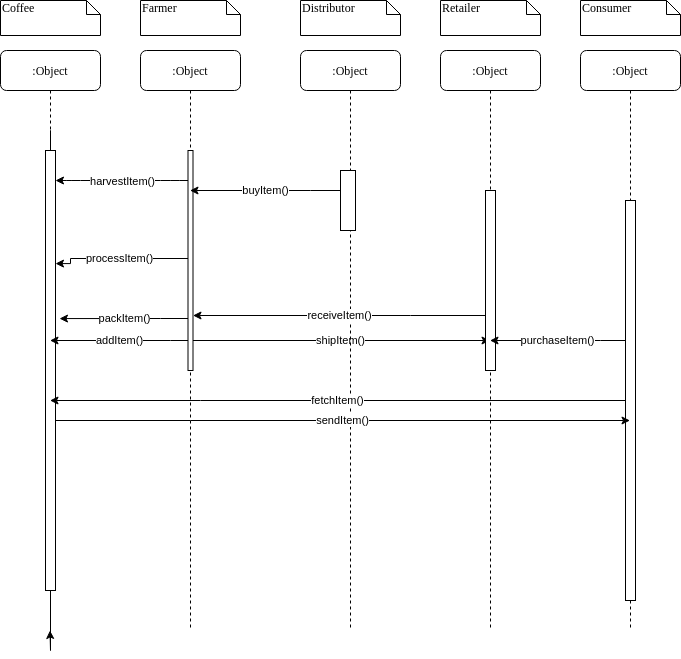 Coffee
Farmer
Distributor
Retailer
Consumer
:Object
:Object
:Object
:Object
:Object
harvestItem()
buyItem()
processItem()
receiveItem()
packItem()
addItem()
shipItem()
purchaseItem()
fetchItem()
sendItem()